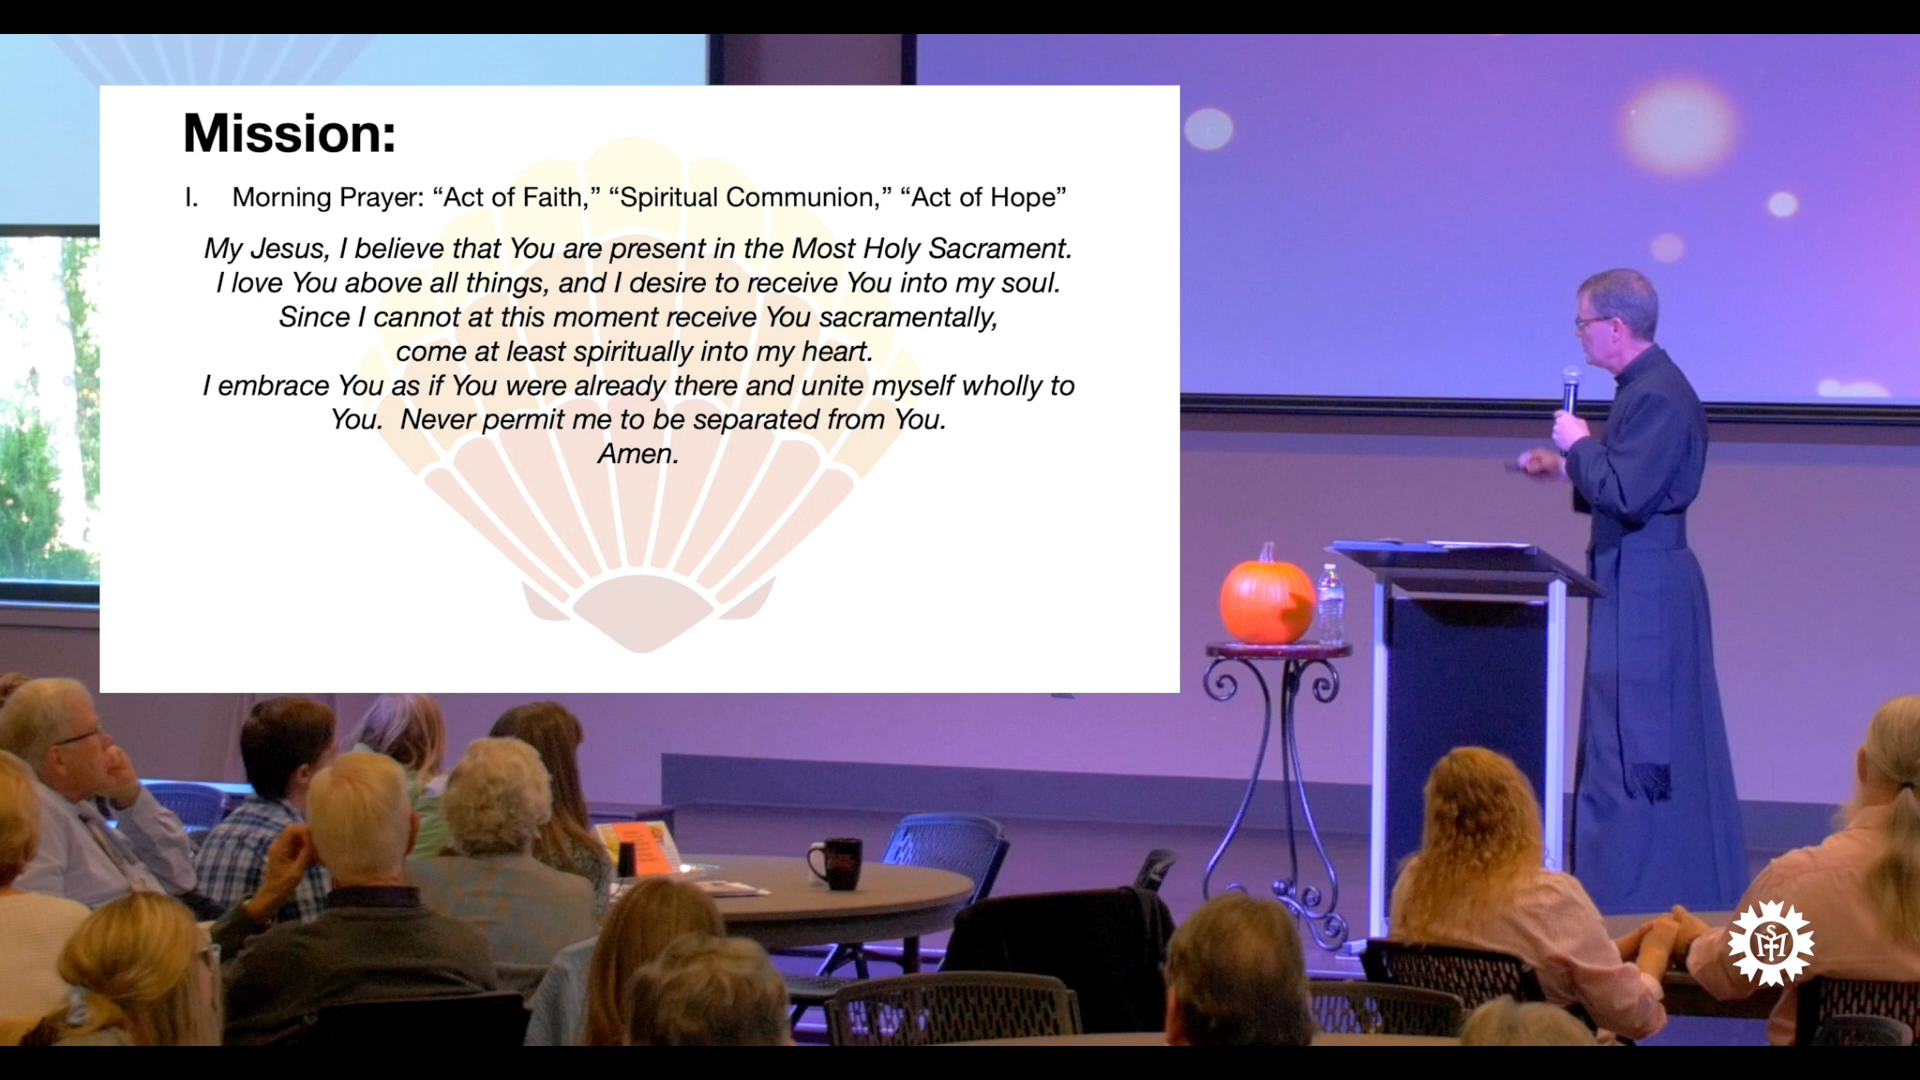 Mission:
I. Morning Prayer: “Act of Faith,” “Spiritual Communion,” “Act of Hope”
My Jesus, I believe that You are present in the Most Holy Sacrament.
I love You above all things, and I desire to receive You into my soul.
Since I cannot at this moment receive You sacramentally,
come at least spiritually into my heart.
I embrace You as if You were already there and unite myself wholly to
You.  Never permit me to be separated from You.
Amen.